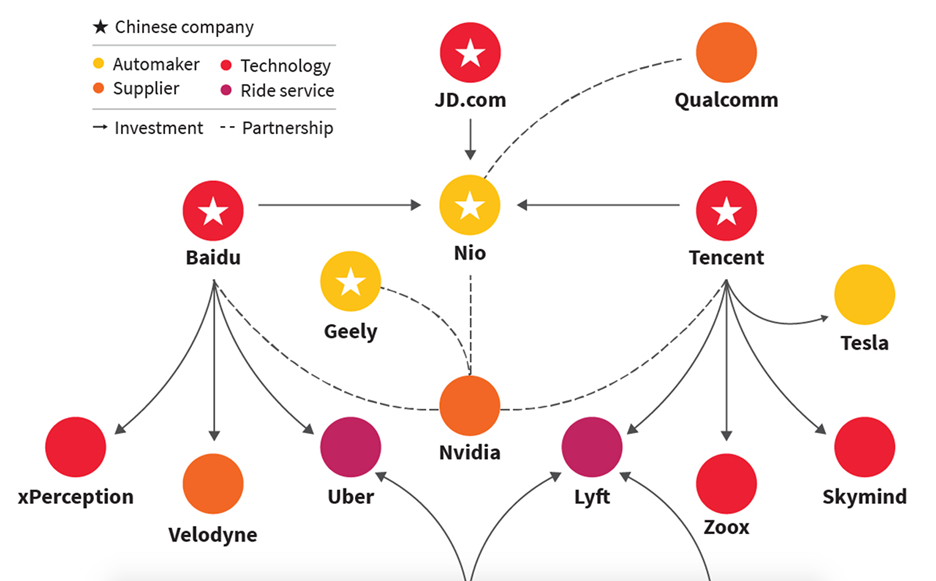 ★ Chinese company
Automaker
Technology
Supplier
Ride service
Investment
Partnership
JD.com
Qualcomm
Baidu
Nio
Tencent
Geely
Tesla
Nvidia
xPerception
Uber
Lyft
Skymind
Velodyne
Zoox